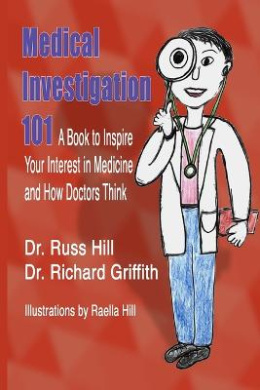 Medical
Investigation
101 A Book to Inspire
Your Interest in Medicine
and How Doctors Think
Dr. Russ Hill
Dr. Richard Griffith
Illustrations by Raella Hill